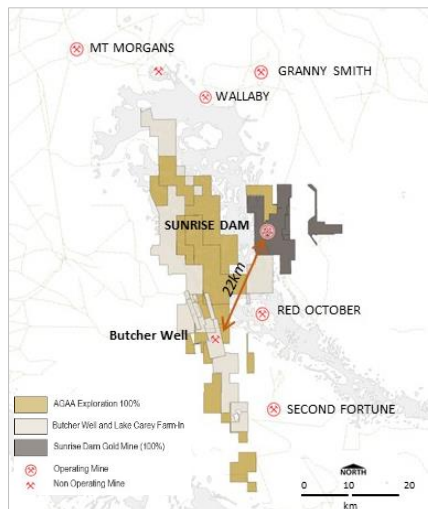 MT MORGANS
GRANNY SMITH
WALLABY
SUNRISE DAM
22km
RED OCTOBER
Butcher Well
AGAA Exploration 100%
Butcher Well and Lake Carey Farm-In
SECOND FORTUNE
Sunrise Dam Gold Mine (100%)
Operating Mine
Non Operating Mine
NORTH
0 10 20
km